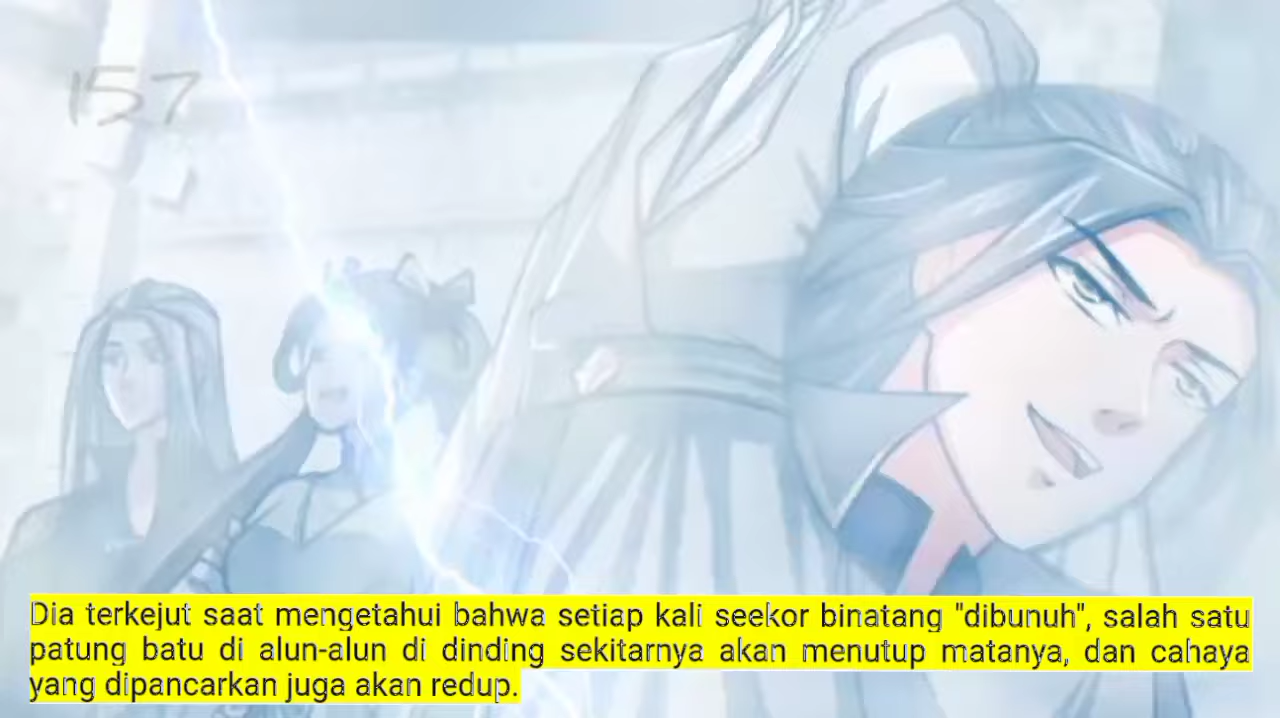 157
Dia terkejut saat mengetahui bahwa setiap kali seekor binatang "dibunuh", salah satu
patung batu di alun-alun di dinding sekitarnya akan menutup matanya, dan cahaya
yang dipancarkan juga akan redup.